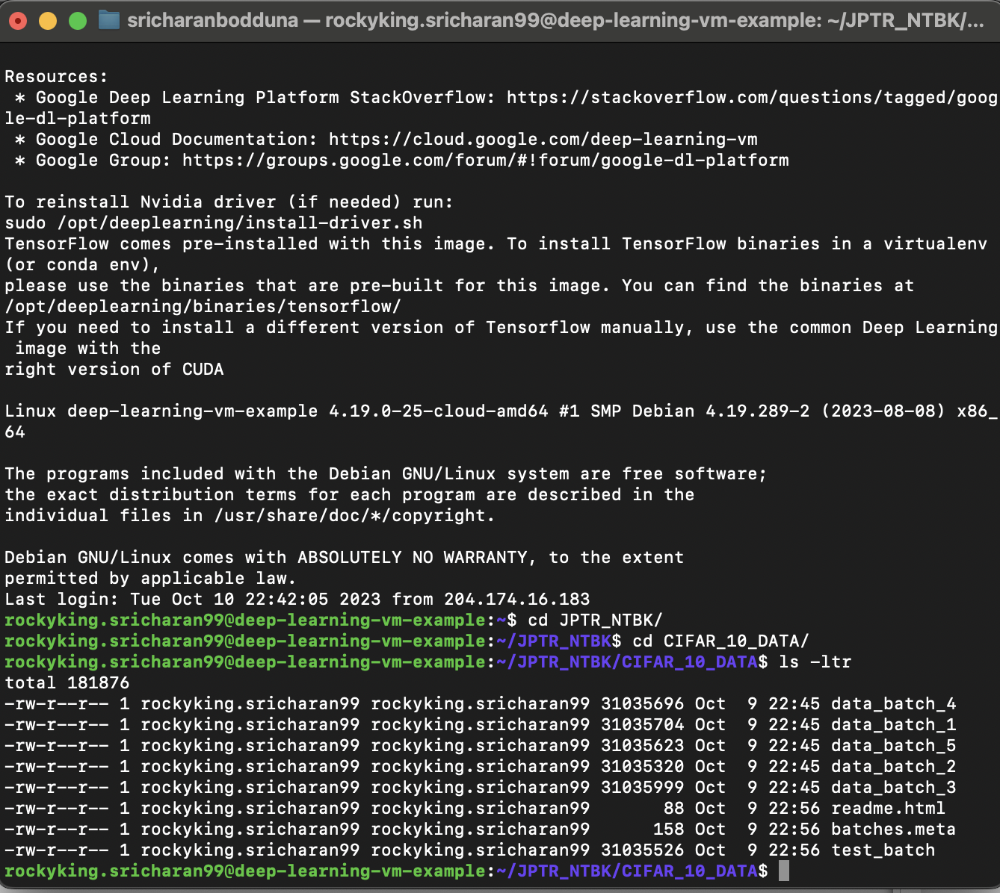 sricharanbodduna — rockyking.sricharan99@deep-learning-vm-example: ~/JPTR_NTBK/...
Resources:
 * Google Deep Learning Platform StackOverflow: https://stackoverflow.com/questions/tagged/goog
le-dl-platform
 * Google Cloud Documentation: https://cloud.google.com/deep-learning-vm
 * Google Group: https://groups.google.com/forum/#!forum/google-dl-platform

To reinstall Nvidia driver (if needed) run:
sudo /opt/deeplearning/install-driver.sh
TensorFlow comes pre-installed with this image. To install TensorFlow binaries in a virtualenv
(or conda env),
please use the binaries that are pre-built for this image. You can find the binaries at
/opt/deeplearning/binaries/tensorflow/
If you need to install a different version of Tensorflow manually, use the common Deep Learning
 image with the
right version of CUDA

Linux deep-learning-vm-example 4.19.0-25-cloud-amd64 #1 SMP Debian 4.19.289-2 (2023-08-08) x86_
64

The programs included with the Debian GNU/Linux system are free software;
the exact distribution terms for each program are described in the
individual files in /usr/share/doc/*/copyright.

Debian GNU/Linux comes with ABSOLUTELY NO WARRANTY, to the extent
permitted by applicable law.
Last login: Tue Oct 10 22:42:05 2023 from 204.174.16.183
rockyking.sricharan99@deep-learning-vm-example:~$ cd JPTR_NTBK/
rockyking.sricharan99@deep-learning-vm-example:~/JPTR_NTBK$ cd CIFAR_10_DATA/
rockyking.sricharan99@deep-learning-vm-example:~/JPTR_NTBK/CIFAR_10_DATA$ ls -ltr
total 181876
-rw-r--r-- 1 rockyking.sricharan99 rockyking.sricharan99 31035696 Oct  9 22:45 data_batch_4
-rw-r--r-- 1 rockyking.sricharan99 rockyking.sricharan99 31035704 Oct  9 22:45 data_batch_1
-rw-r--r-- 1 rockyking.sricharan99 rockyking.sricharan99 31035623 Oct  9 22:45 data_batch_5
-rw-r--r-- 1 rockyking.sricharan99 rockyking.sricharan99 31035320 Oct  9 22:45 data_batch_2
-rw-r--r-- 1 rockyking.sricharan99 rockyking.sricharan99 31035999 Oct  9 22:45 data_batch_3
-rw-r--r-- 1 rockyking.sricharan99 rockyking.sricharan99       88 Oct  9 22:56 readme.html
-rw-r--r-- 1 rockyking.sricharan99 rockyking.sricharan99      158 Oct  9 22:56 batches.meta
-rw-r--r-- 1 rockyking.sricharan99 rockyking.sricharan99 31035526 Oct  9 22:56 test_batch
rockyking.sricharan99@deep-learning-vm-example:~/JPTR_NTBK/CIFAR_10_DATA$